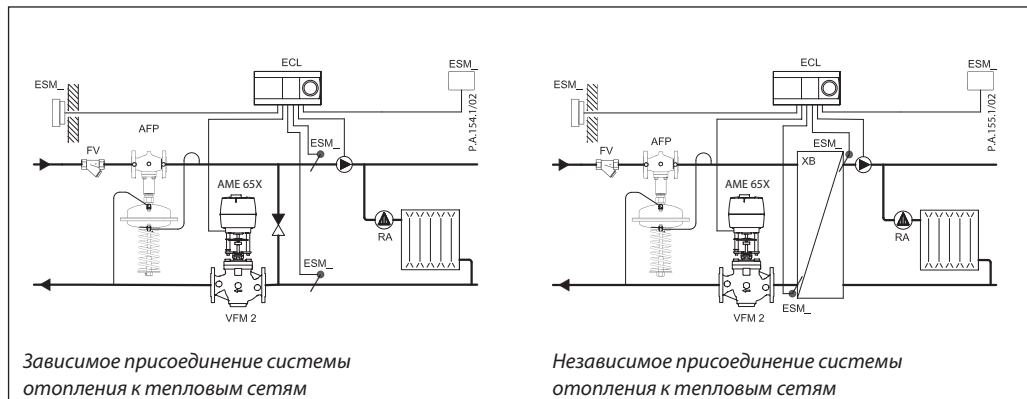 ECL
ESM_
ESM_
P.A.154.1/02
AFP
ESM_
FV
AME 65X
RA
ESM_
VFM 2
Зависимое присоединение системы
отопления к тепловым сетям
ECL
ESM_
ESM_
P.A.155.1/02
AFP
ESM_
FV
XB
AME 65X
RA
ESM_
VFM 2
Независимое присоединение системы
отопления к тепловым сетям